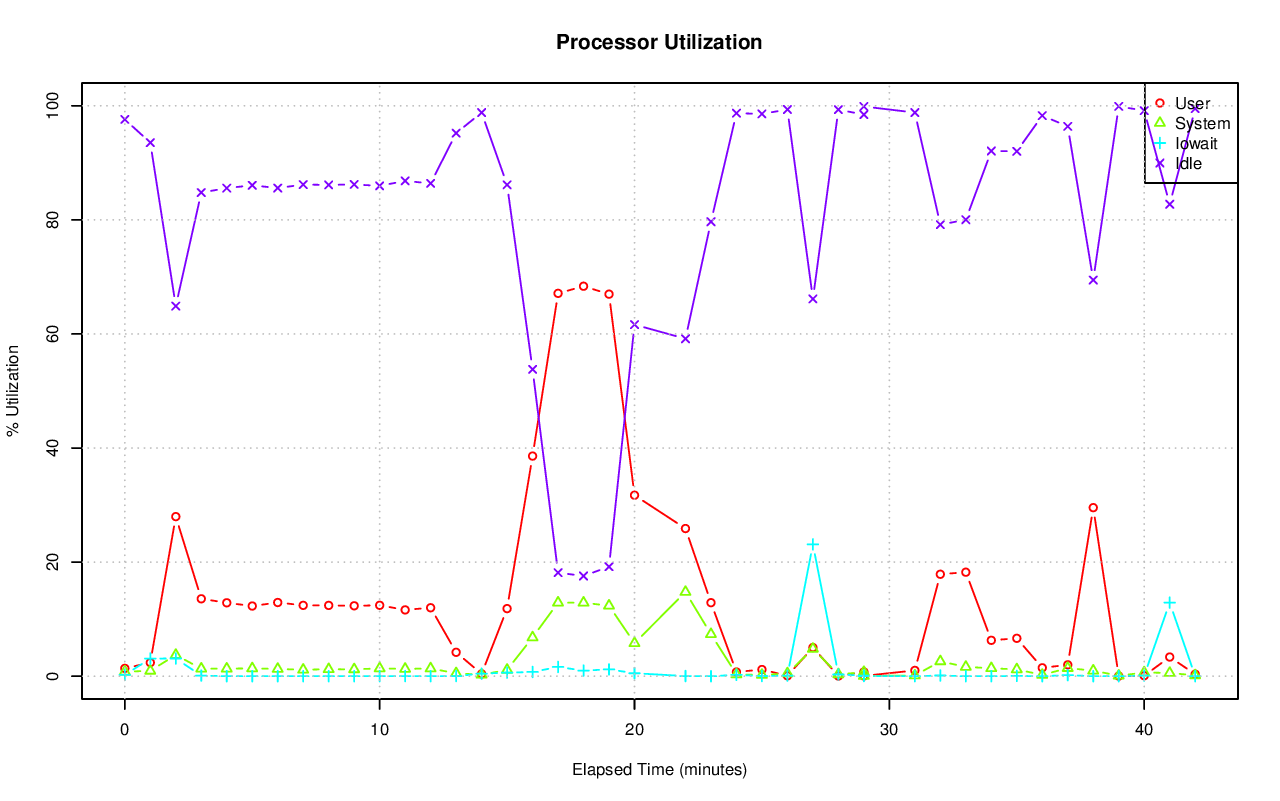 Processor Utilization
% Utilization
100
80
60
40
20
0
User
System
Iowait
Idle
0 10 20 30 40
Elapsed Time (minutes)